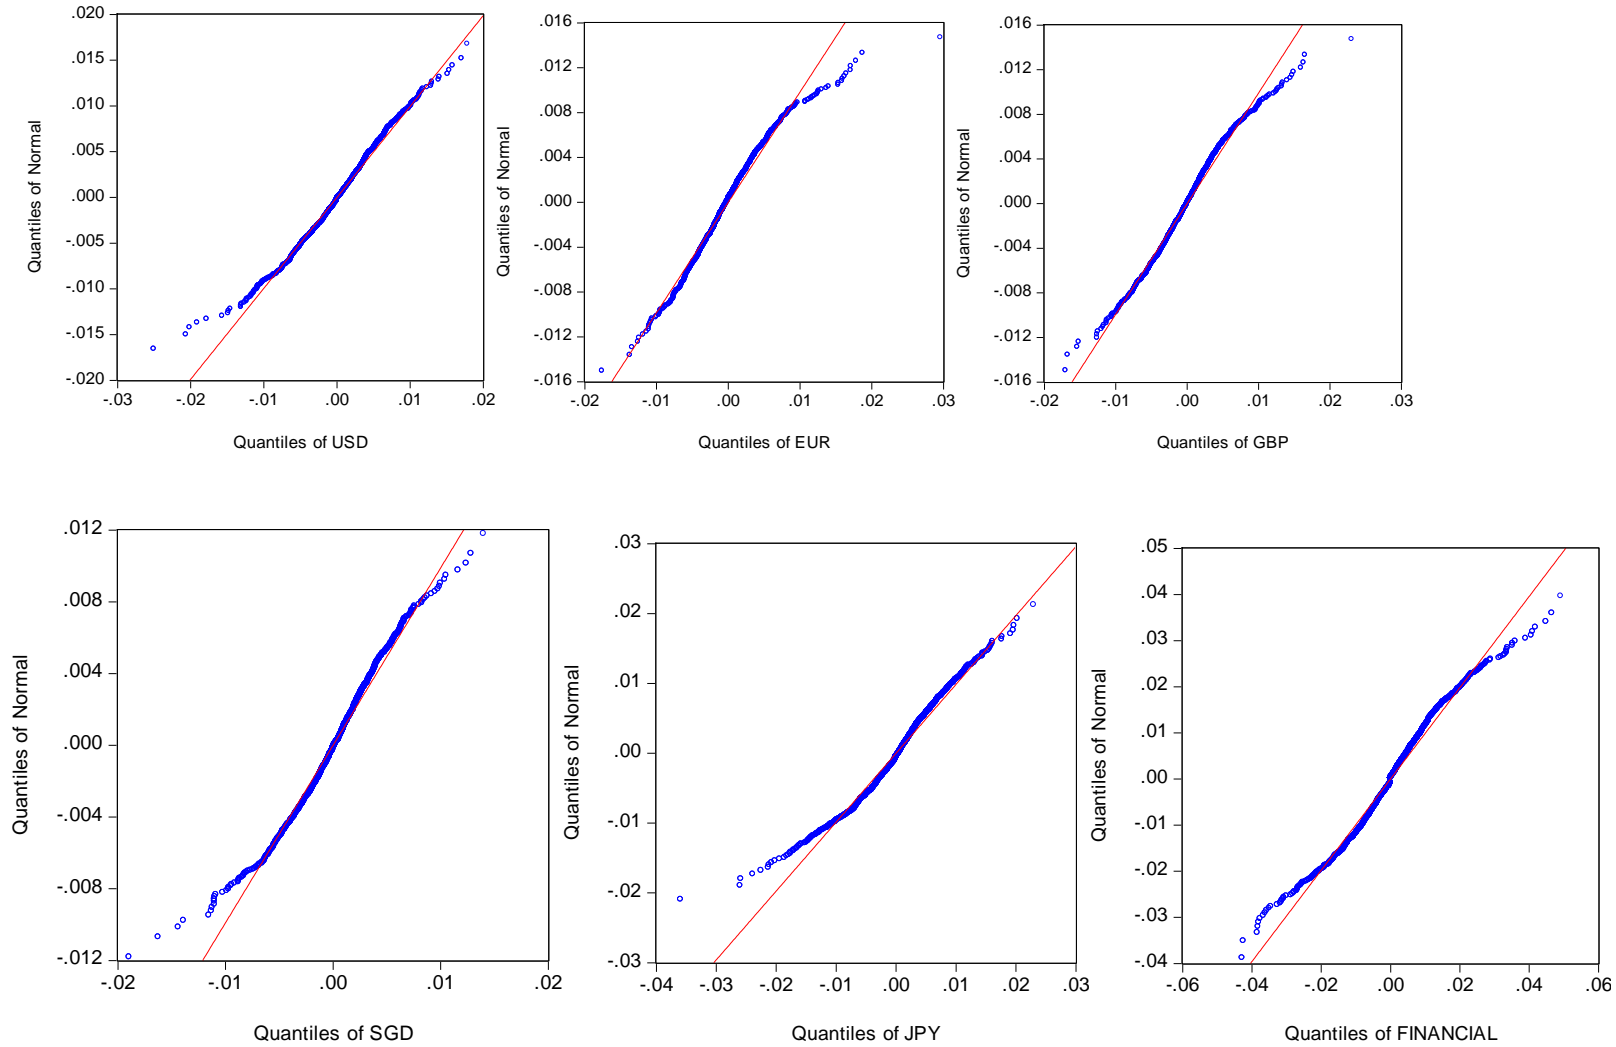 .020
.015
.010
.005
.000
-.005
-.010
-.015
-.020
-.03 -.02 -.01 .00 .01 .02
Quantiles of Normal
Quantiles of USD
.016
.012
.008
.004
.000
-.004
-.008
-.012
-.016
-.02 -.01 .00 .01 .02 .03
Quantiles of Normal
Quantiles of EUR
.016
.012
.008
.004
.000
-.004
-.008
-.012
-.016
-.02 -.01 .00 .01 .02 .03
Quantiles of Normal
Quantiles of GBP
.012
.008
.004
.000
-.004
-.008
-.012
-.02 -.01 .00 .01 .02
Quantiles of Normal
Quantiles of SGD
.03
.02
.01
.00
-.01
-.02
-.03
-.04 -.03 -.02 -.01 .00 .01 .02 .03
Quantiles of Normal
Quantiles of JPY
.05
.04
.03
.02
.01
.00
-.01
-.02
-.03
-.04
-.06 -.04 -.02 .00 .02 .04 .06
Quantiles of Normal
Quantiles of FINANCIAL